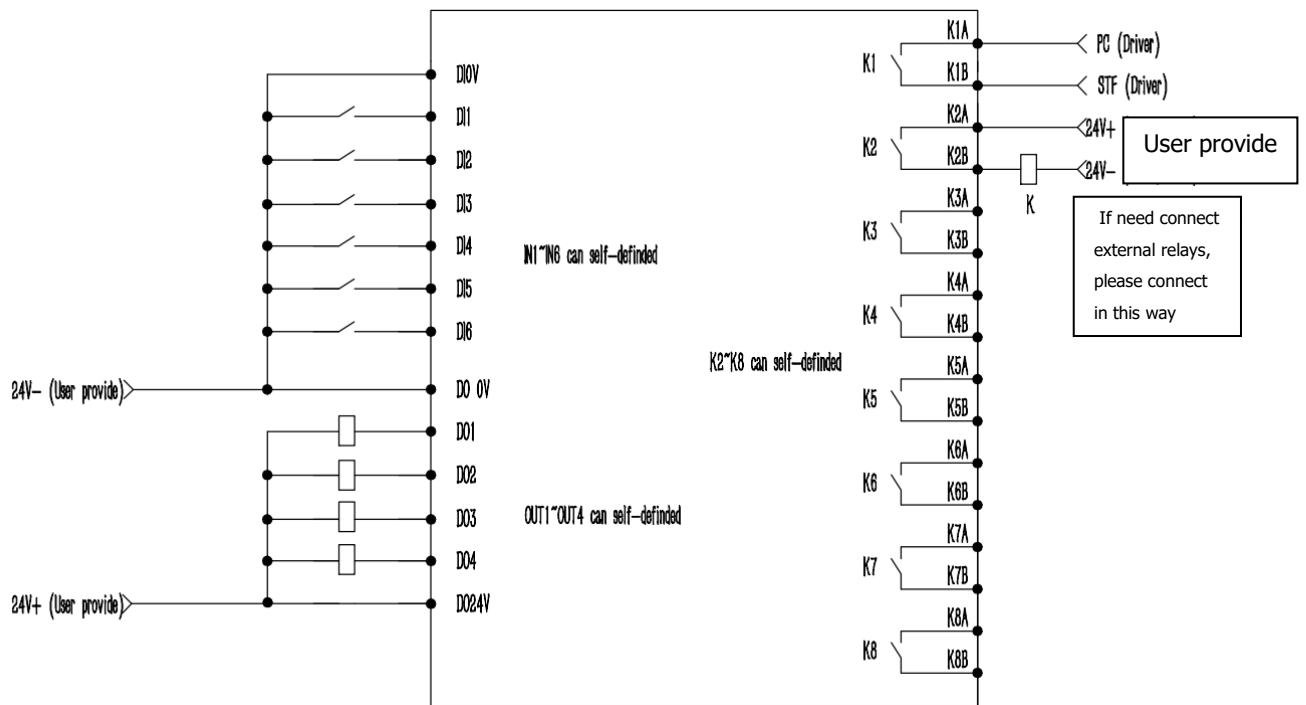 DI0V
DI1
DI2
DI3
DI4
DI5
DI6
24V- (User provide)
DO 0V
DO1
DO2
DO3
DO4
24V+ (User provide)
DO24V
IN1~IN6 can self-definded
OUT1~OUT4 can self-definded
K2~K8 can self-definded
K1
K1A
K1B
K2
K2A
K2B
K3
K3A
K3B
K4
K4A
K4B
K5
K5A
K5B
K6
K6A
K6B
K7
K7A
K7B
K8
K8A
K8B
PC (Driver)
STF (Driver)
24V+
24V-
User provide
K
If need connect
external relays,
please connect
in this way